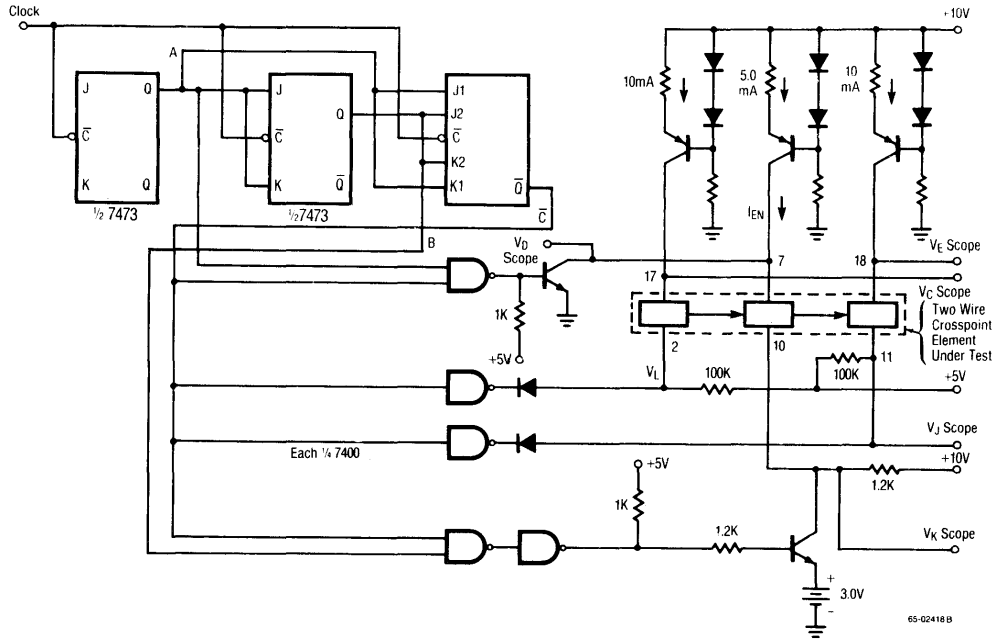 Clock
+10V
A
10mA
5.0
mA
10
mA
J
Q
C̅
K
Q
½ 7473
J
Q
C̅
K
Q̅
½7473
J1
J2
C̅
K2
K1
Q̅
C̅
B
I_EN
V_D
Scope
17
7
18
V_E Scope
V_C Scope
Two Wire
Crosspoint
Element
Under Test
1K
+5V
2
10
11
V_L
100K
100K
+5V
V_J Scope
Each ¼ 7400
+5V
+10V
1K
1.2K
1.2K
V_K Scope
+
3.0V
-
65-02418B